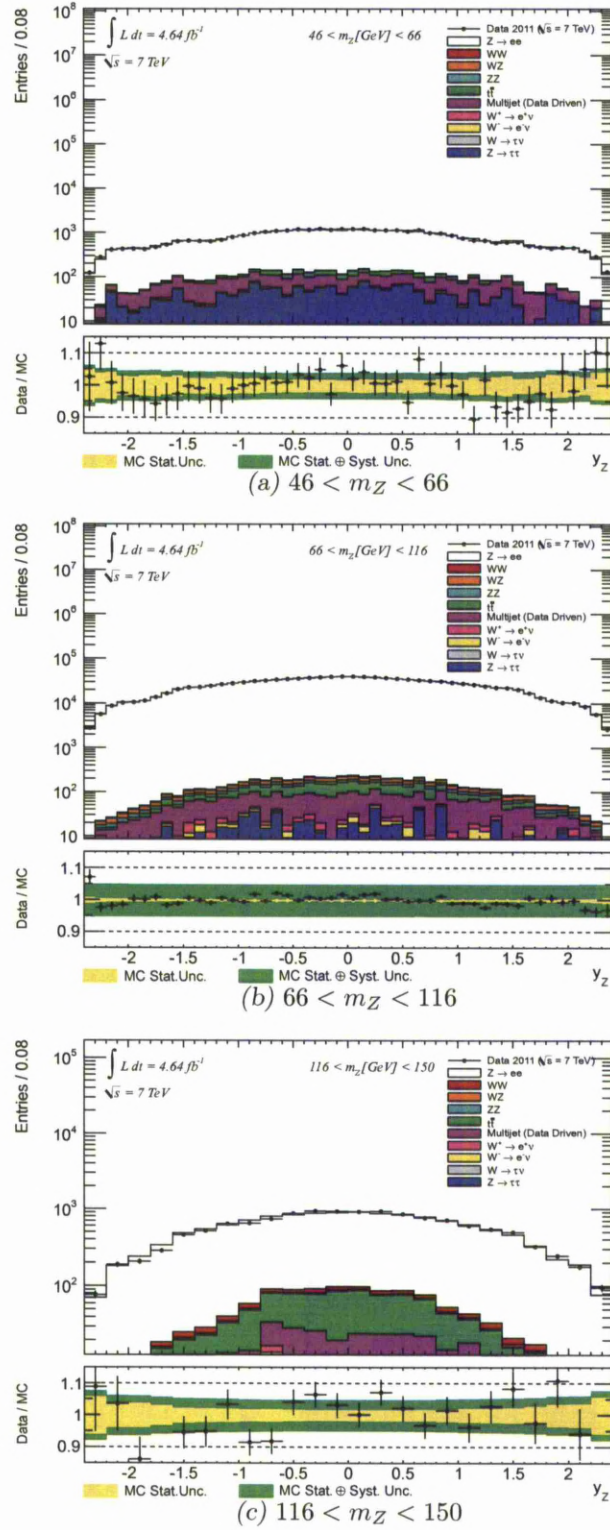 Entries / 0.08
10⁸
10⁷
10⁶
10⁵
10⁴
10³
10²
10
∫ L dt = 4.64 fb⁻¹
√s = 7 TeV
46 < m_Z [GeV] < 66
Data 2011 (√s = 7 TeV)
Z → ee
WW
WZ
ZZ
tt̄
Multijet (Data Driven)
W⁺ → e⁺ν
W⁻ → e⁻ν
W → τν
Z → ττ
Data / MC
1.1
1
0.9
-2 -1.5 -1 -0.5 0 0.5 1 1.5 2
y_Z
MC Stat.Unc. MC Stat.⊕ Syst. Unc.
(a) 46 < m_Z < 66
Entries / 0.08
10⁸
10⁷
10⁶
10⁵
10⁴
10³
10²
10
∫ L dt = 4.64 fb⁻¹
√s = 7 TeV
66 < m_Z [GeV] < 116
Data 2011 (√s = 7 TeV)
Z → ee
WW
WZ
ZZ
tt̄
Multijet (Data Driven)
W⁺ → e⁺ν
W⁻ → e⁻ν
W → τν
Z → ττ
Data / MC
1.1
1
0.9
-2 -1.5 -1 -0.5 0 0.5 1 1.5 2
y_Z
MC Stat.Unc. MC Stat.⊕ Syst. Unc.
(b) 66 < m_Z < 116
Entries / 0.08
10⁵
10⁴
10³
10²
∫ L dt = 4.64 fb⁻¹
√s = 7 TeV
116 < m_Z [GeV] < 150
Data 2011 (√s = 7 TeV)
Z → ee
WW
WZ
ZZ
tt̄
Multijet (Data Driven)
W⁺ → e⁺ν
W⁻ → e⁻ν
W → τν
Z → ττ
Data / MC
1.1
1
0.9
-2 -1.5 -1 -0.5 0 0.5 1 1.5 2
y_Z
MC Stat.Unc. MC Stat.⊕ Syst. Unc.
(c) 116 < m_Z < 150